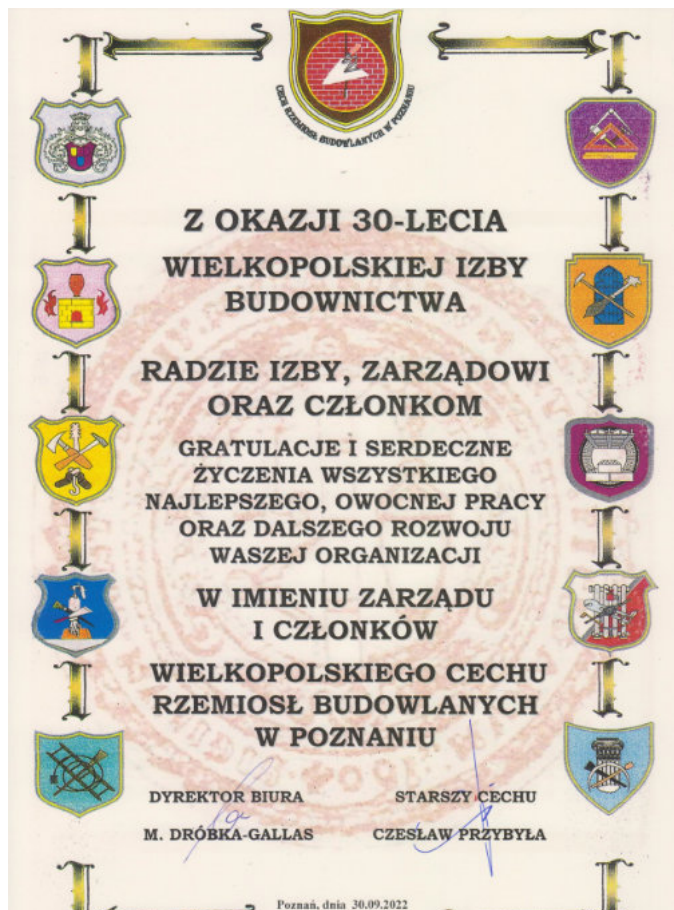 CECH RZEMIOSŁ BUDOWLANYCH W POZNANIU
Z OKAZJI 30-LECIA
WIELKOPOLSKIEJ IZBY
BUDOWNICTWA
RADZIE IZBY, ZARZĄDOWI
ORAZ CZŁONKOM
GRATULACJE I SERDECZNE
ŻYCZENIA WSZYSTKIEGO
NAJLEPSZEGO, OWOCNEJ PRACY
ORAZ DALSZEGO ROZWOJU
WASZEJ ORGANIZACJI
W IMIENIU ZARZĄDU
I CZŁONKÓW
WIELKOPOLSKIEGO CECHU
RZEMIOSŁ BUDOWLANYCH
W POZNANIU
DYREKTOR BIURA STARSZY CECHU
M. DRÓBKA-GALLAS CZESŁAW PRZYBYŁA
Poznań, dnia 30.09.2022